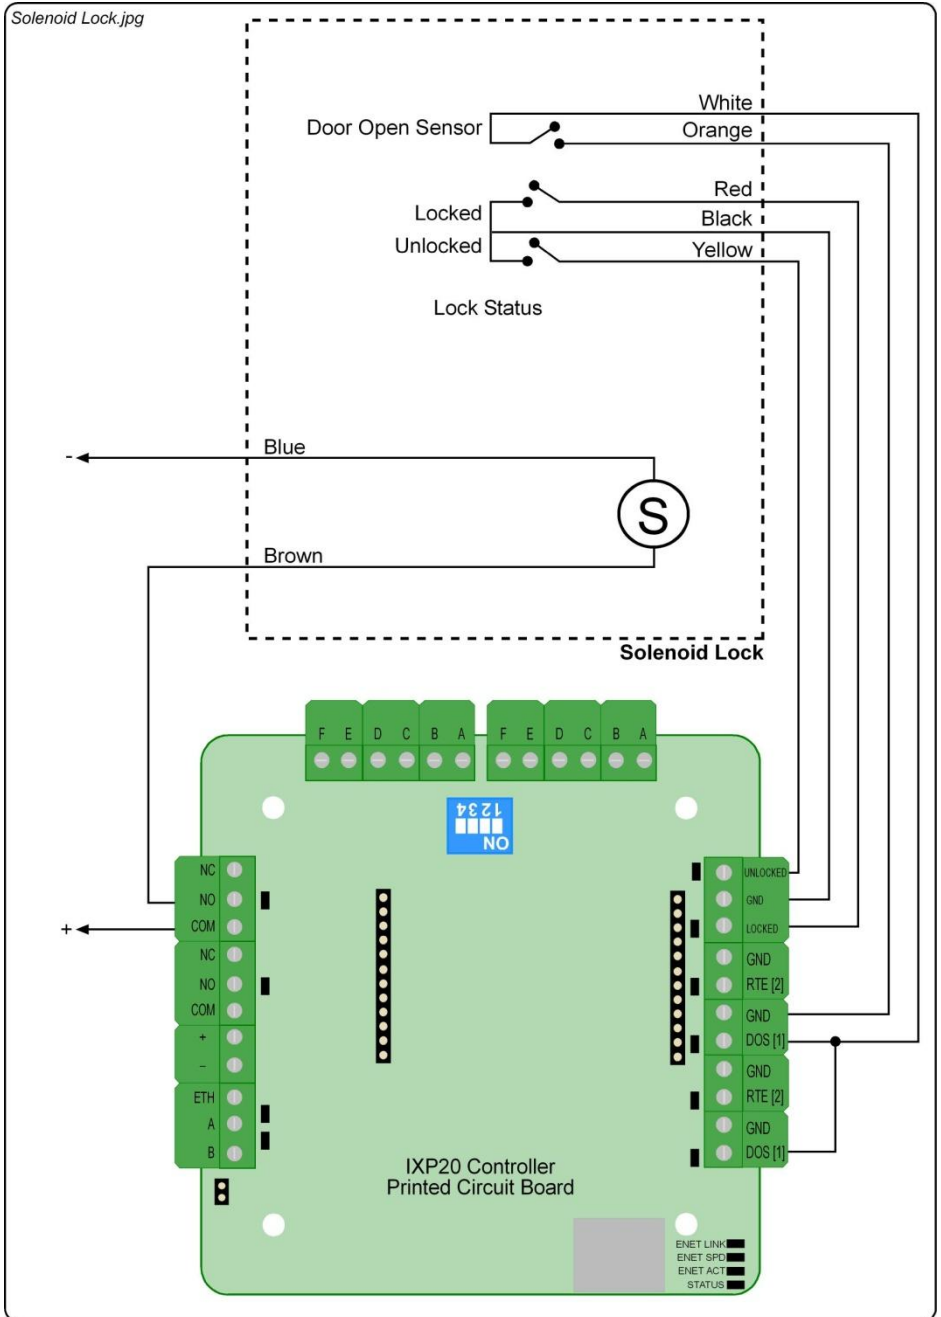 Solenoid Lock.jpg
White
Door Open Sensor
Orange
Red
Locked
Black
Unlocked
Yellow
Lock Status
Blue
-
S
Brown
Solenoid Lock
F E D C B A F E D C B A
1234
ON
NC
NO
+ COM
NC
NO
COM
+
–
ETH
A
B
UNLOCKED
GND
LOCKED
GND
RTE [2]
GND
DOS [1]
GND
RTE [2]
GND
DOS [1]
IXP20 Controller
Printed Circuit Board
ENET LINK
ENET SPD
ENET ACT
STATUS